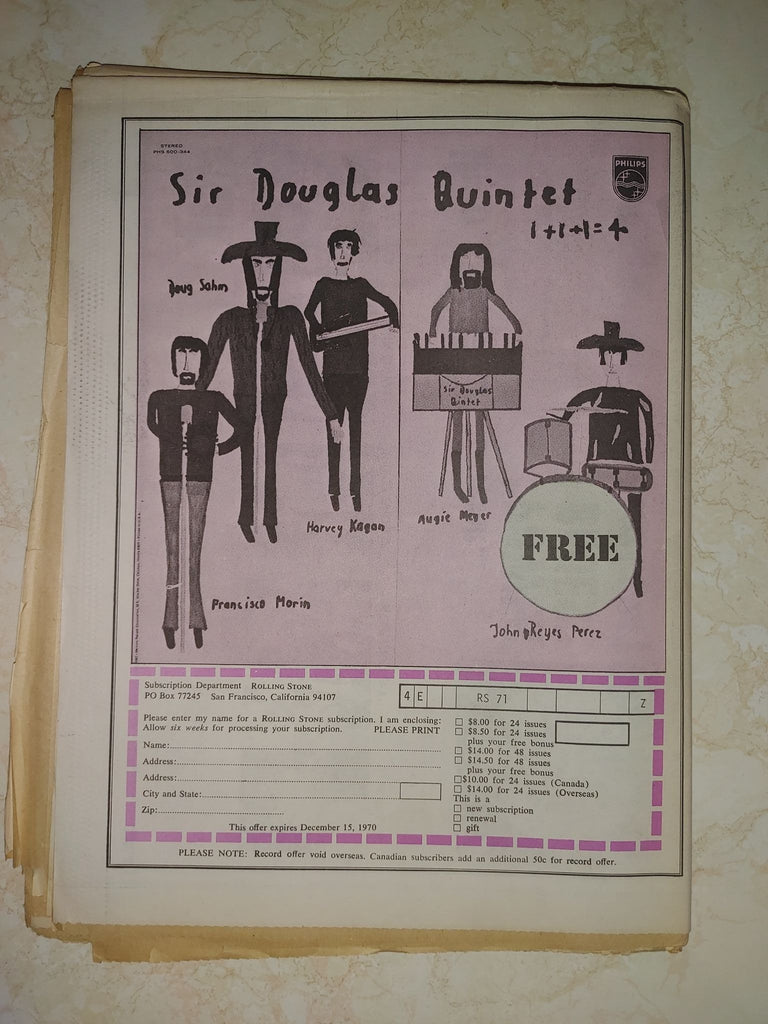 STEREO
PHS 600-344
PHILIPS
Sir Douglas Quintet
1+1+1=4
Doug Sahm
Sir Douglas
Qintet
Harvey Kagan
Augie Meyer
FREE
Francisco Morin
John Reyes Perez
Subscription Department ROLLING STONE
PO Box 77245 San Francisco, California 94107
4 E RS 71 Z
Please enter my name for a ROLLING STONE subscription. I am enclosing:
Allow six weeks for processing your subscription. PLEASE PRINT
Name:
Address:
Address:
City and State:
Zip:
This offer expires December 15, 1970
$8.00 for 24 issues
$8.50 for 24 issues
plus your free bonus
$14.00 for 48 issues
$14.50 for 48 issues
plus your free bonus
$10.00 for 24 issues (Canada)
$14.00 for 24 issues (Overseas)
This is a
new subscription
renewal
gift
PLEASE NOTE: Record offer void overseas. Canadian subscribers add an additional 50c for record offer.